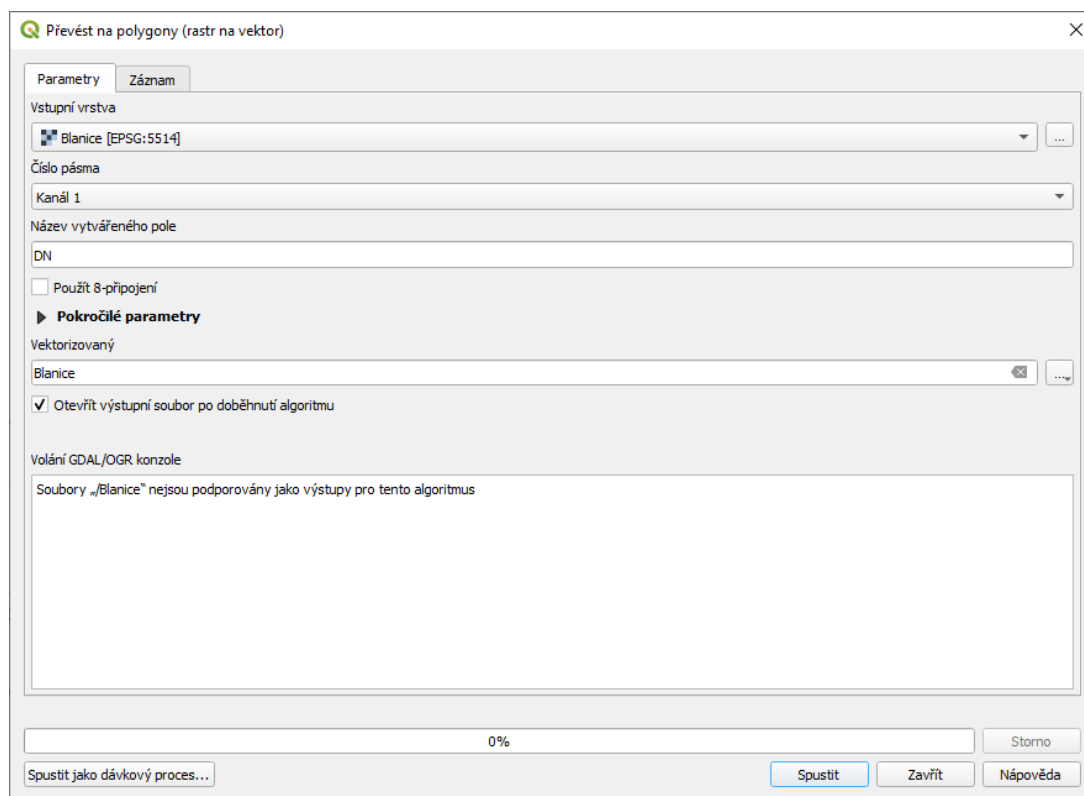 Převést na polygony (rastr na vektor)
Parametry
Záznam
Vstupní vrstva
Blanice [EPSG:5514]
...
Číslo pásma
Kanál 1
Název vytvářeného pole
DN
Použít 8-připojení
Pokročilé parametry
Vektorizovaný
Blanice
...
Otevřít výstupní soubor po doběhnutí algoritmu
Volání GDAL/OGR konzole
Soubory „/Blanice“ nejsou podporovány jako výstupy pro tento algoritmus
0%
Storno
Spustit jako dávkový proces...
Spustit
Zavřít
Nápověda